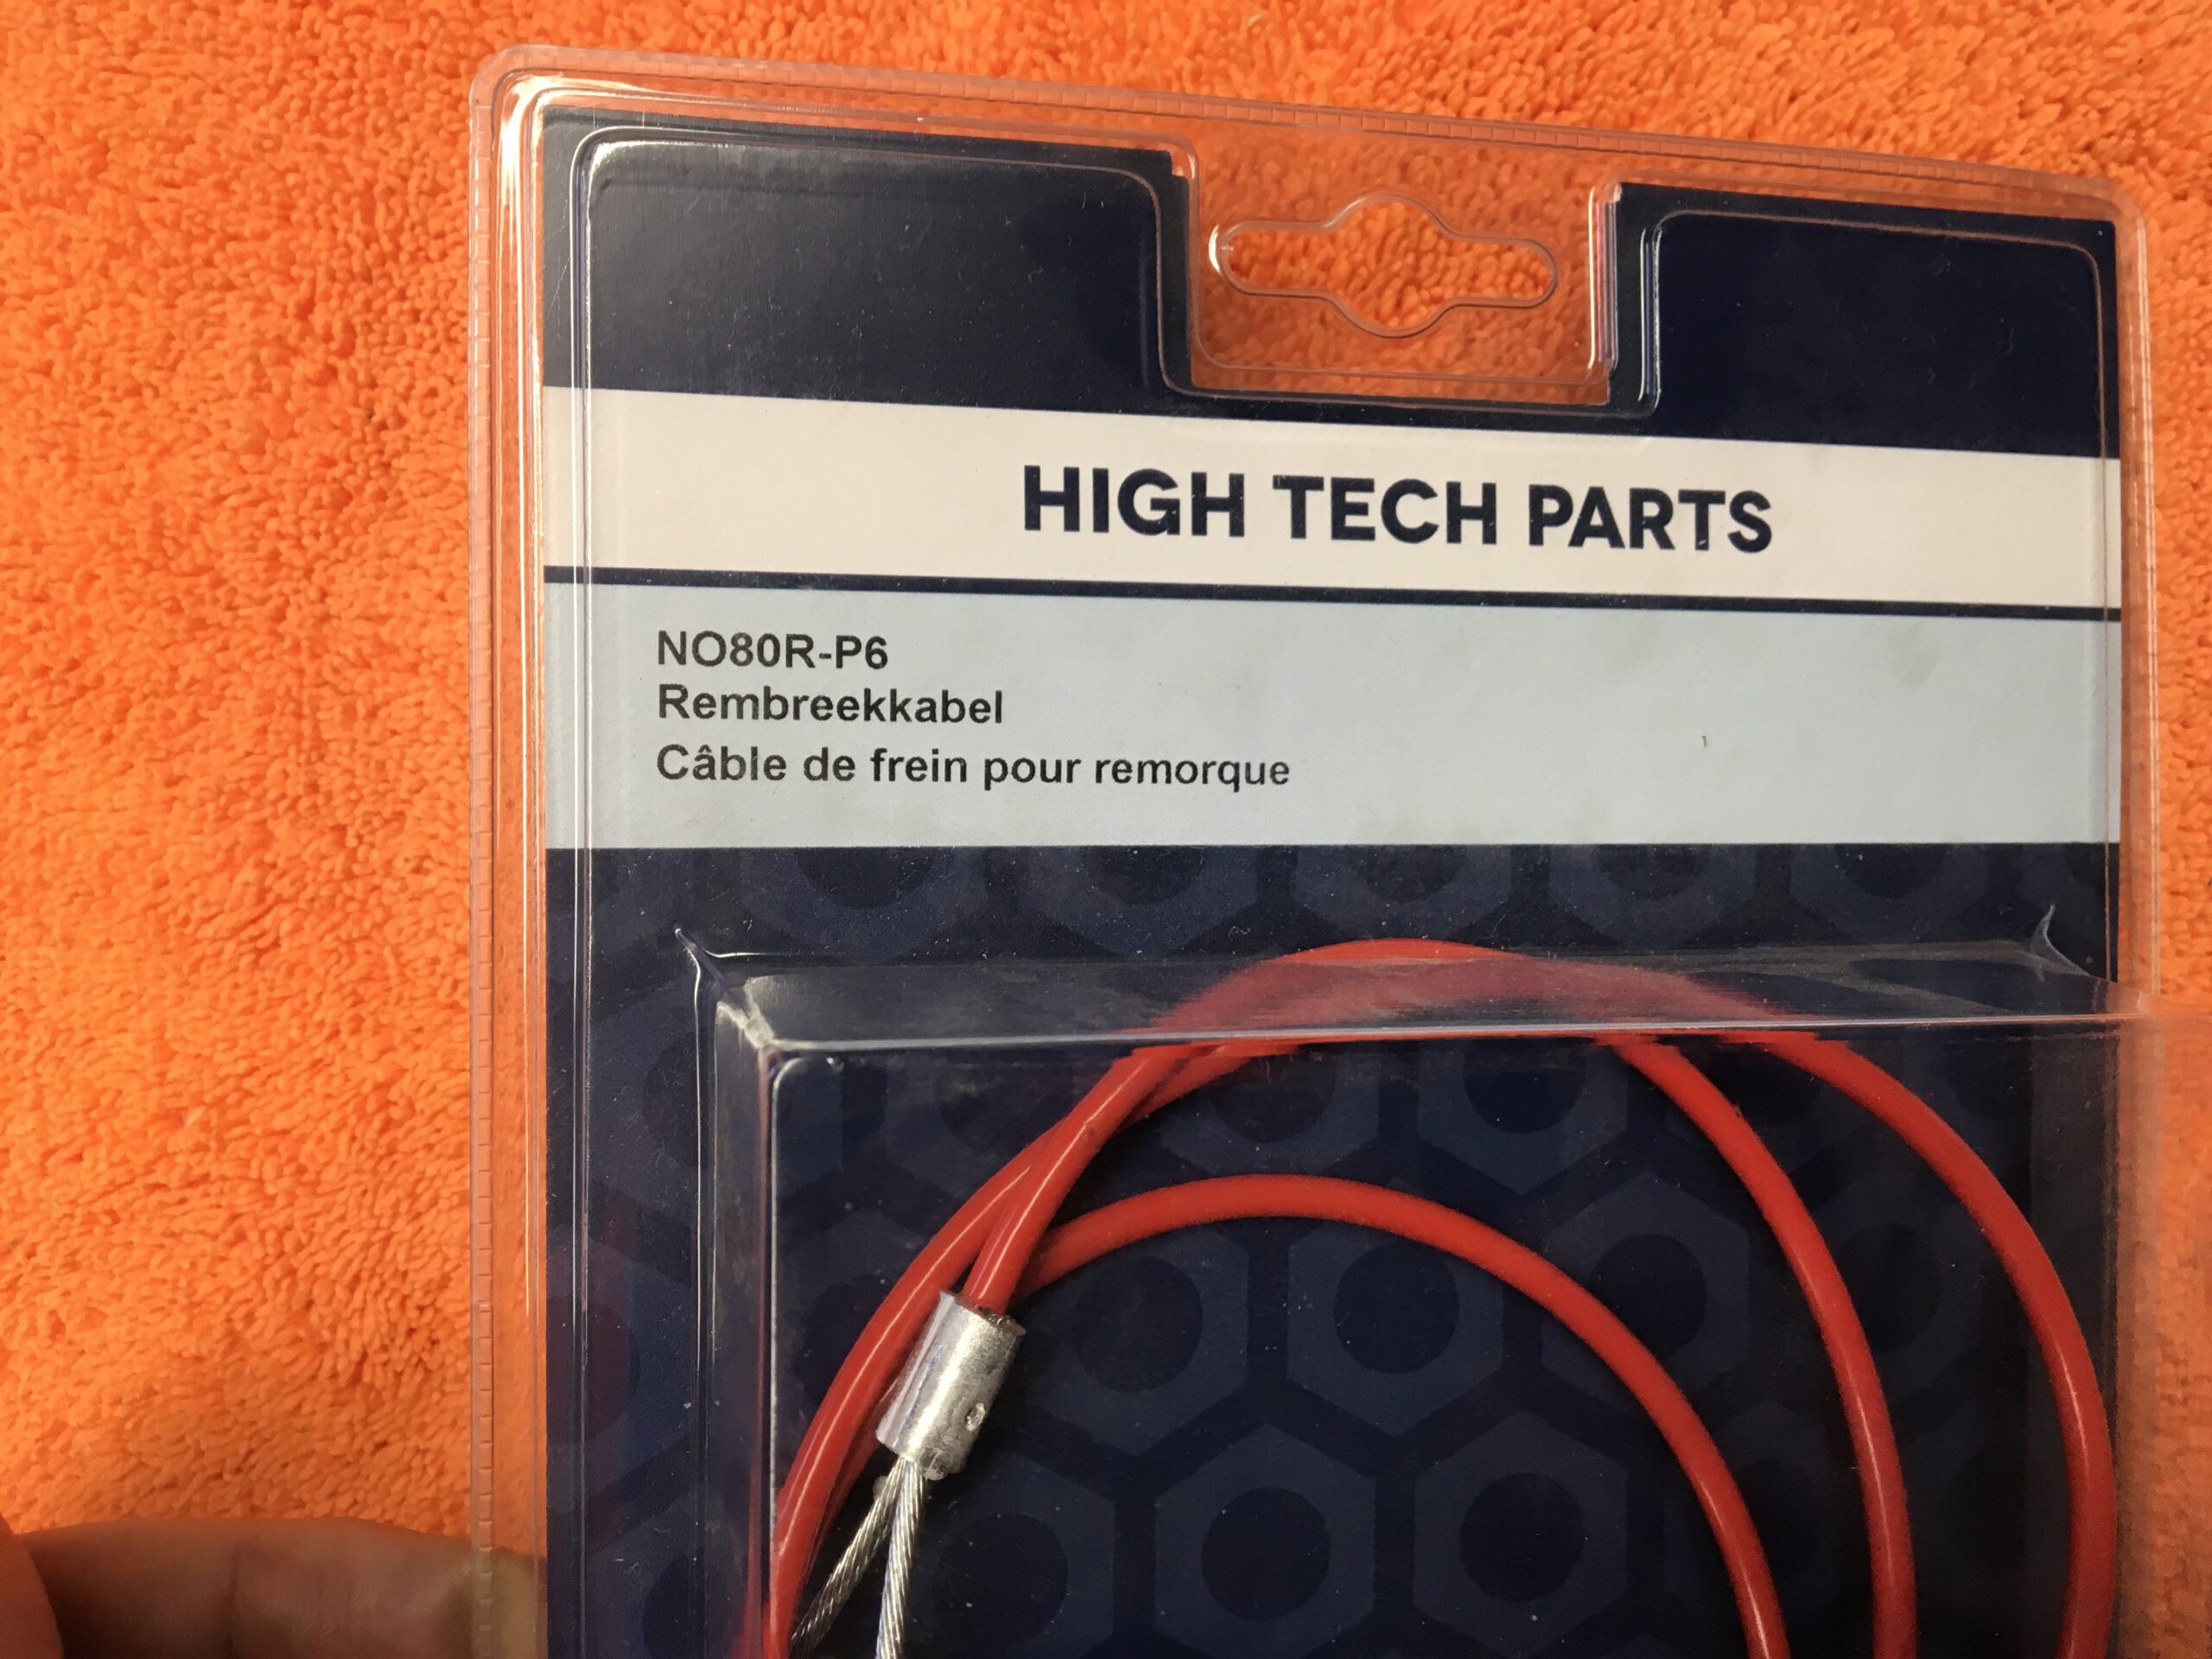 HIGH TECH PARTS
NO80R-P6
Rembreekkabel
Câble de frein pour remorque